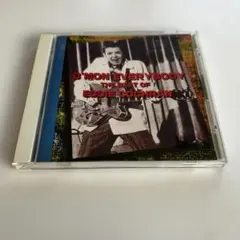 C'MON EVERYBODY
THE BEST OF
EDDIE COCHRAN